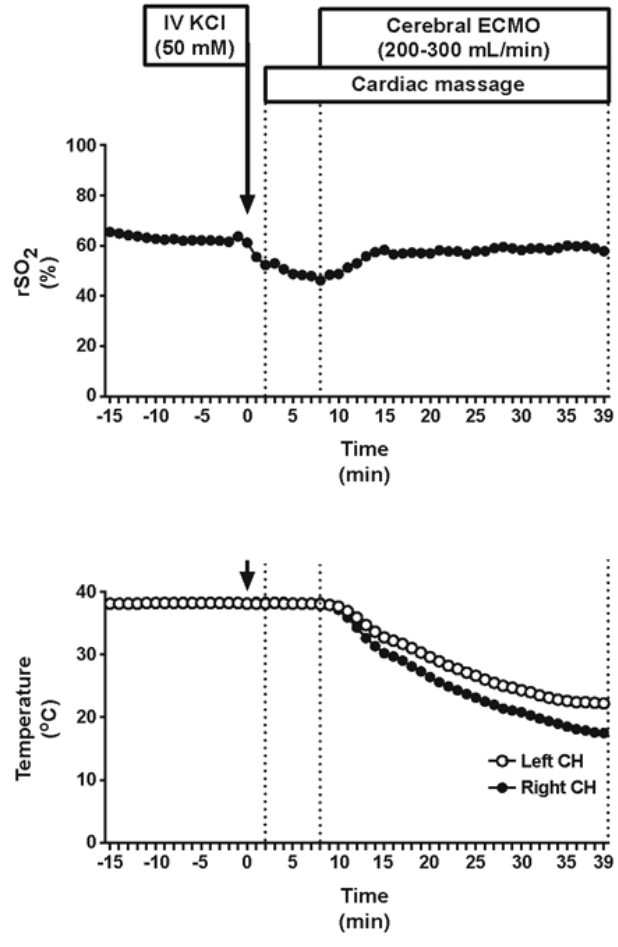 IV KCl
(50 mM)
Cerebral ECMO
(200-300 mL/min)
Cardiac massage
100
80
60
40
20
0
rSO2
(%)
-15 -10 -5 0 5 10 15 20 25 30 35 39
Time
(min)
40
30
20
10
0
Temperature
(oC)
Left CH
Right CH
-15 -10 -5 0 5 10 15 20 25 30 35 39
Time
(min)